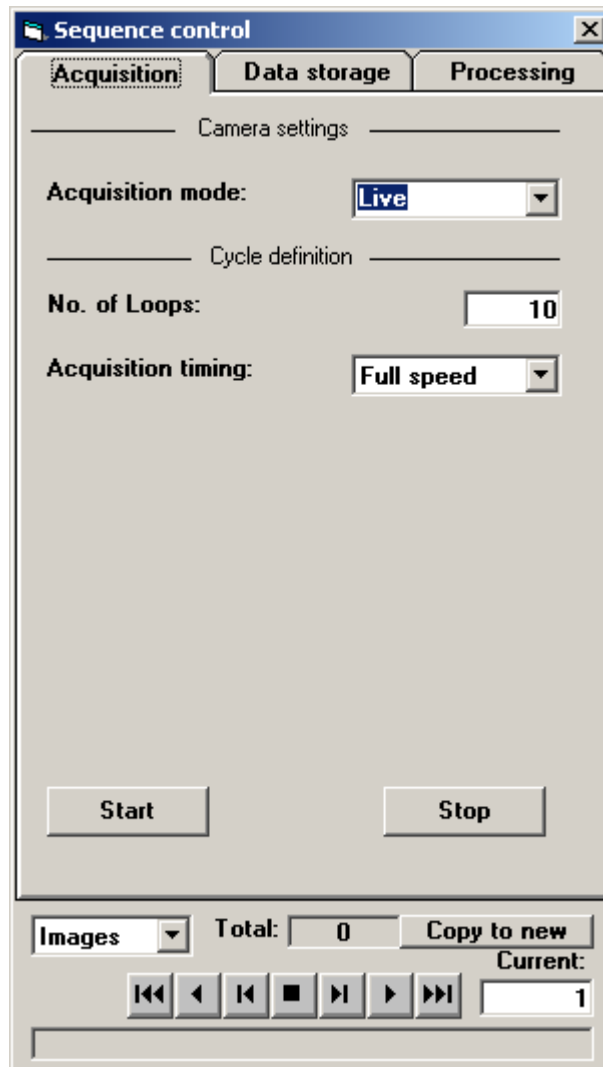 Sequence control
Acquisition Data storage Processing
Camera settings
Acquisition mode: Live
Cycle definition
No. of Loops: 10
Acquisition timing: Full speed
Start Stop
Images Total: 0 Copy to new
Current:
1